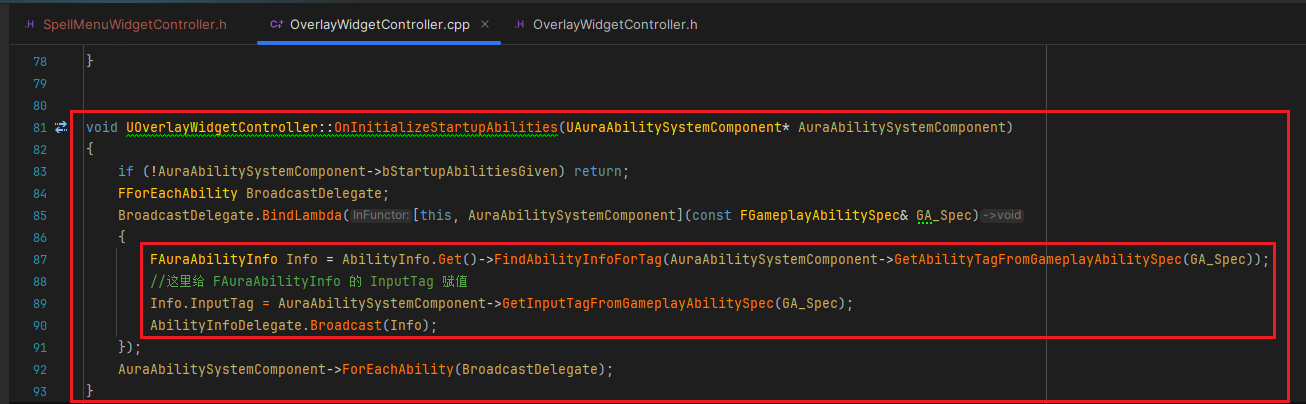 .H SpellMenuWidgetController.h C++ OverlayWidgetController.cpp × .H OverlayWidgetController.h
78 }
79
80
81 void UOverlayWidgetController::OnInitializeStartupAbilities(UAuraAbilitySystemComponent* AuraAbilitySystemComponent)
82 {
83 if (!AuraAbilitySystemComponent->bStartupAbilitiesGiven) return;
84 FForEachAbility BroadcastDelegate;
85 BroadcastDelegate.BindLambda(InFunctor:[this, AuraAbilitySystemComponent](const FGameplayAbilitySpec& GA_Spec)->void
86 {
87 FAuraAbilityInfo Info = AbilityInfo.Get()->FindAbilityInfoForTag(AuraAbilitySystemComponent->GetAbilityTagFromGameplayAbilitySpec(GA_Spec));
88 //这里给 FAuraAbilityInfo 的 InputTag 赋值
89 Info.InputTag = AuraAbilitySystemComponent->GetInputTagFromGameplayAbilitySpec(GA_Spec);
90 AbilityInfoDelegate.Broadcast(Info);
91 });
92 AuraAbilitySystemComponent->ForEachAbility(BroadcastDelegate);
93 }